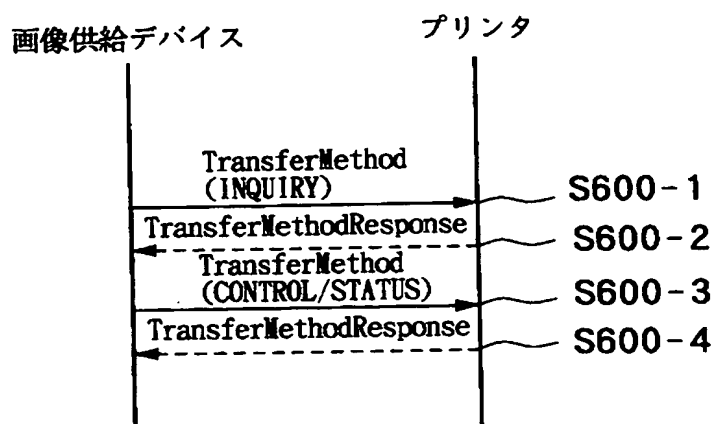 画像供給デバイス
プリンタ
TransferMethod
(INQUIRY)
S600-1
TransferMethodResponse
S600-2
TransferMethod
(CONTROL/STATUS)
S600-3
TransferMethodResponse
S600-4